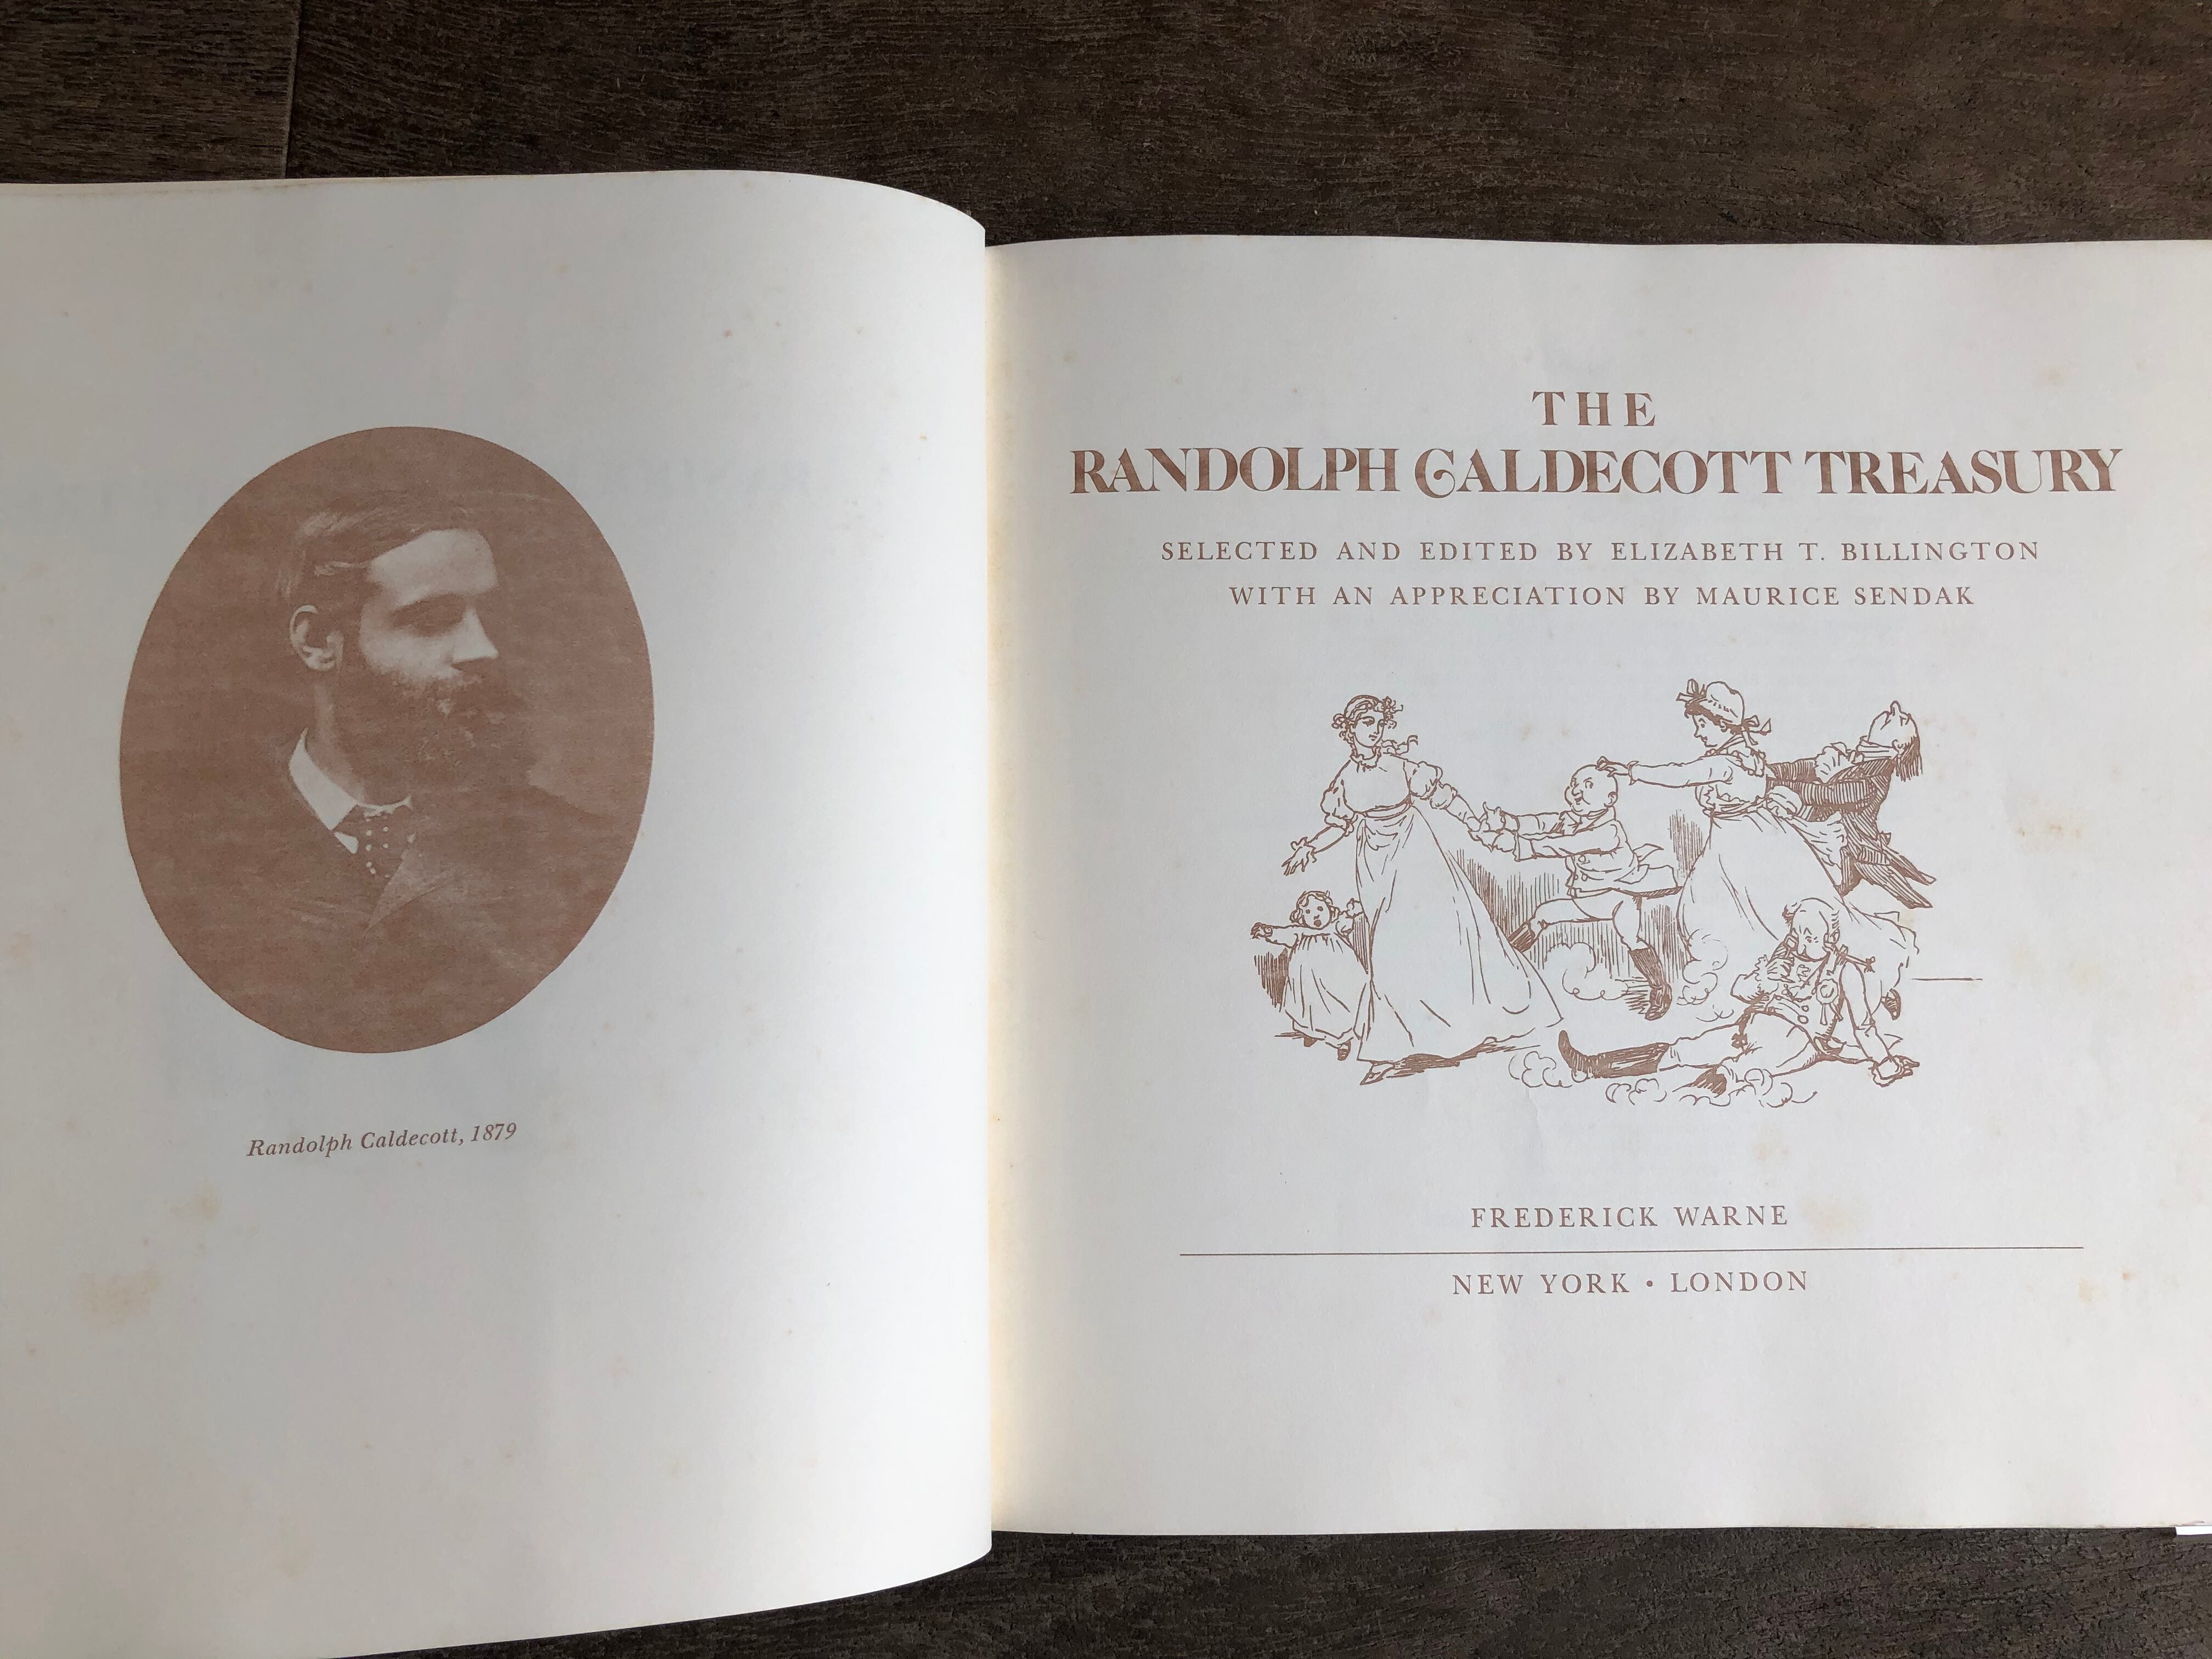 Randolph Caldecott, 1879
THE
RANDOLPH CALDECOTT TREASURY
SELECTED AND EDITED BY ELIZABETH T. BILLINGTON
WITH AN APPRECIATION BY MAURICE SENDAK
FREDERICK WARNE
NEW YORK • LONDON